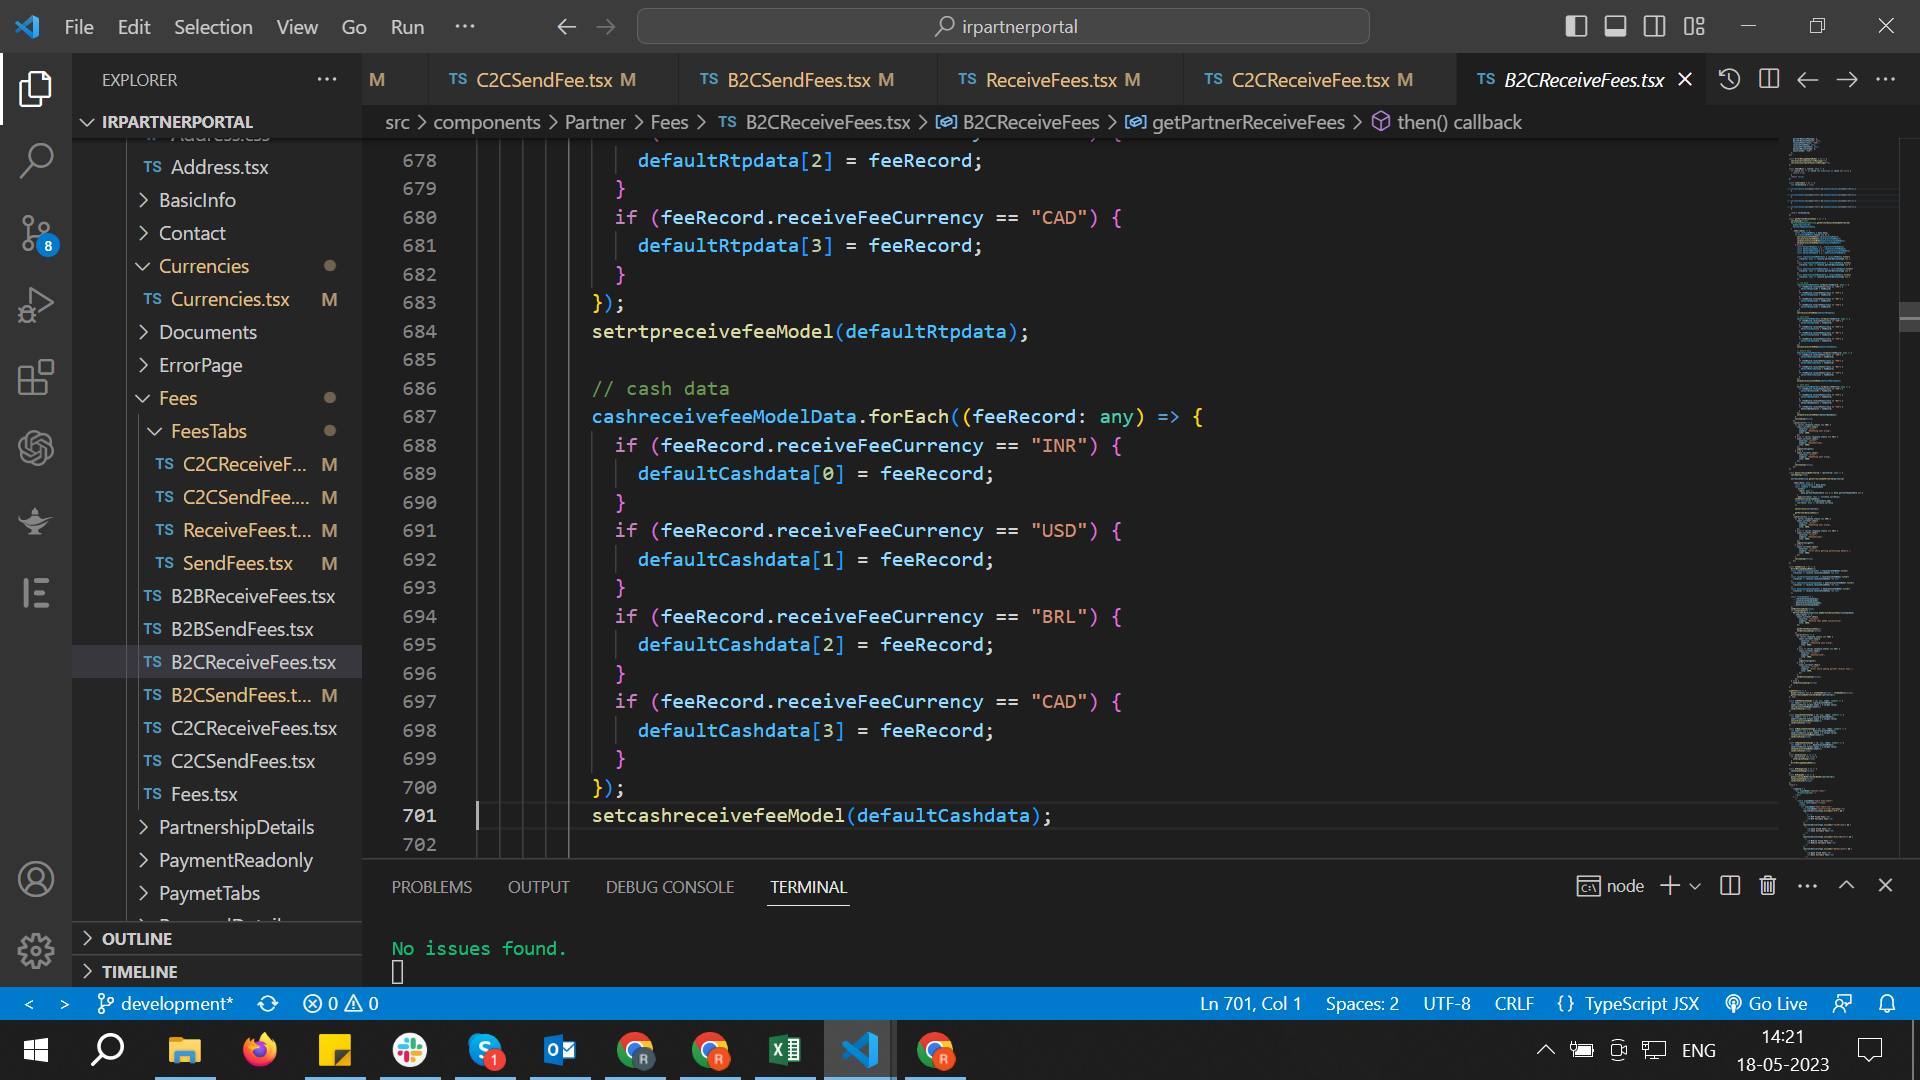 File Edit Selection View Go Run ··· irpartnerportal
EXPLORER ···
M TS C2CSendFee.tsx M TS B2CSendFees.tsx M TS ReceiveFees.tsx M TS C2CReceiveFee.tsx M TS B2CReceiveFees.tsx
src > components > Partner > Fees > TS B2CReceiveFees.tsx > B2CReceiveFees > getPartnerReceiveFees > then() callback
IRPARTNERPORTAL
TS Address.tsx
BasicInfo
Contact
Currencies
TS Currencies.tsx M
Documents
ErrorPage
Fees
FeesTabs
TS C2CReceiveF... M
TS C2CSendFee.... M
TS ReceiveFees.t... M
TS SendFees.tsx M
TS B2BReceiveFees.tsx
TS B2BSendFees.tsx
TS B2CReceiveFees.tsx
TS B2CSendFees.t... M
TS C2CReceiveFees.tsx
TS C2CSendFees.tsx
TS Fees.tsx
PartnershipDetails
PaymentReadonly
PaymetTabs
OUTLINE
TIMELINE
8
678 defaultRtpdata[2] = feeRecord;
679 }
680 if (feeRecord.receiveFeeCurrency == "CAD") {
681 defaultRtpdata[3] = feeRecord;
682 }
683 });
684 setrtpreceivefeeModel(defaultRtpdata);
685
686 // cash data
687 cashreceivefeeModelData.forEach((feeRecord: any) => {
688 if (feeRecord.receiveFeeCurrency == "INR") {
689 defaultCashdata[0] = feeRecord;
690 }
691 if (feeRecord.receiveFeeCurrency == "USD") {
692 defaultCashdata[1] = feeRecord;
693 }
694 if (feeRecord.receiveFeeCurrency == "BRL") {
695 defaultCashdata[2] = feeRecord;
696 }
697 if (feeRecord.receiveFeeCurrency == "CAD") {
698 defaultCashdata[3] = feeRecord;
699 }
700 });
701 setcashreceivefeeModel(defaultCashdata);
702
PROBLEMS OUTPUT DEBUG CONSOLE TERMINAL node
No issues found.
< > development* 0 0 Ln 701, Col 1 Spaces: 2 UTF-8 CRLF {} TypeScript JSX Go Live
1 R R R ENG
14:21
18-05-2023